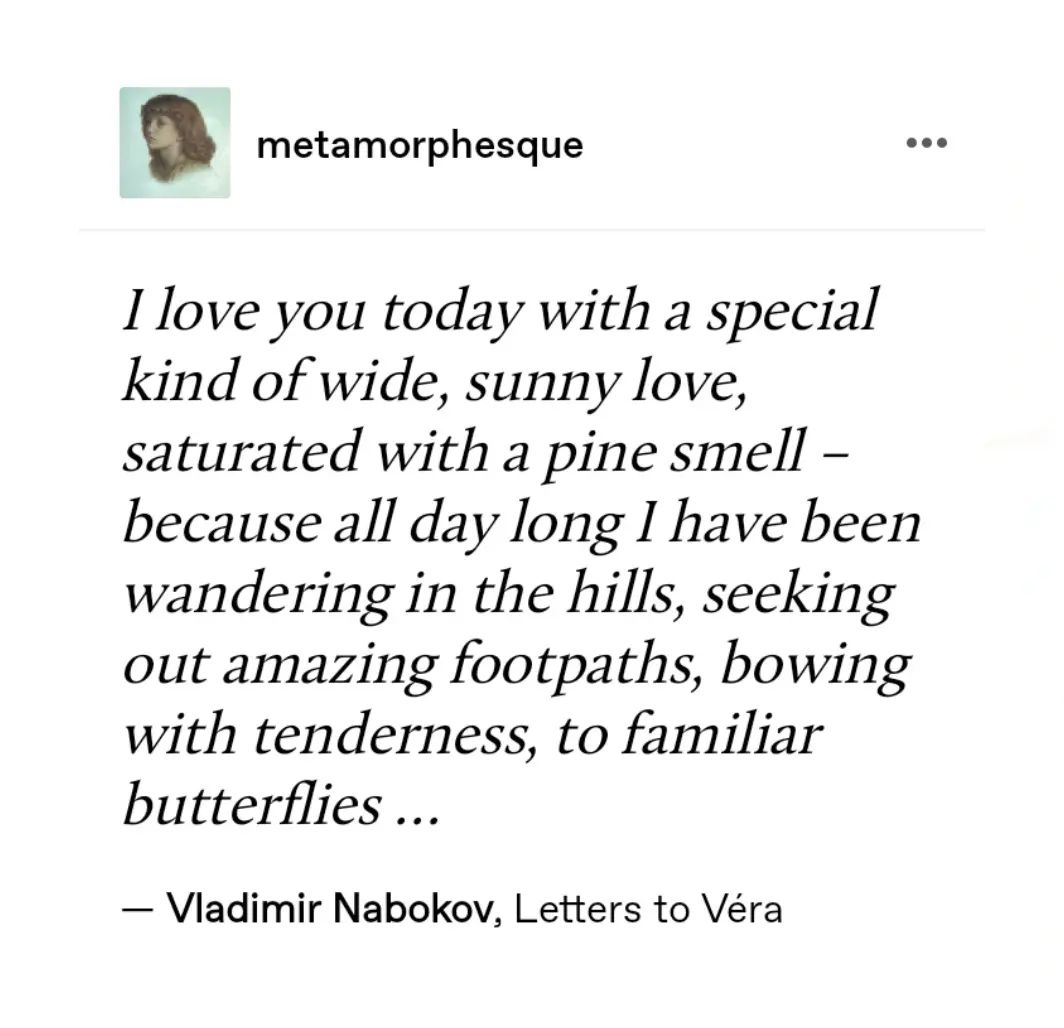 metamorphesque
I love you today with a special
kind of wide, sunny love,
saturated with a pine smell –
because all day long I have been
wandering in the hills, seeking
out amazing footpaths, bowing
with tenderness, to familiar
butterflies ...
— Vladimir Nabokov, Letters to Véra